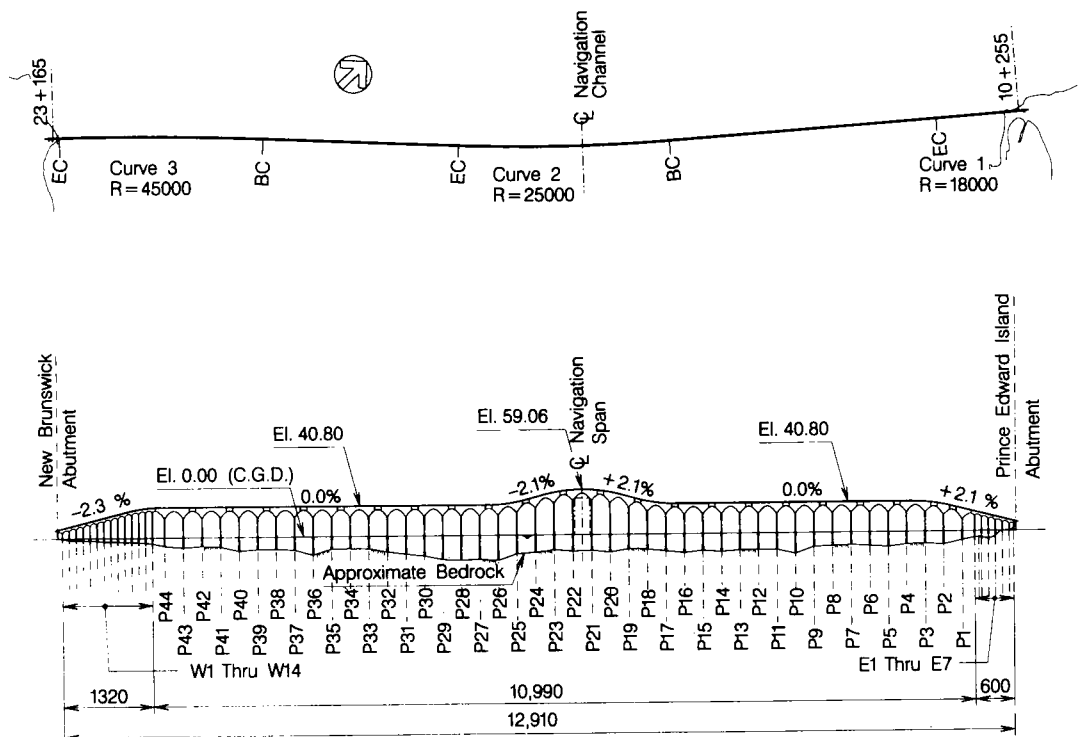 23 + 165
℄ Navigation
Channel
10 + 255
EC
Curve 3
R = 45000
BC
EC
Curve 2
R = 25000
BC
EC
Curve 1
R = 18000
New Brunswick
Abutment
Prince Edward Island
Abutment
El. 59.06
℄ Navigation
Span
El. 40.80
El. 40.80
El. 0.00 (C.G.D.)
-2.3 %
0.0%
-2.1%
+2.1%
0.0%
+2.1 %
Approximate Bedrock
P44
P43
P42
P41
P40
P39
P38
P37
P36
P35
P34
P33
P32
P31
P30
P29
P28
P27
P26
P25
P24
P23
P22
P21
P20
P19
P18
P17
P16
P15
P14
P13
P12
P11
P10
P9
P8
P7
P6
P5
P4
P3
P2
P1
W1 Thru W14
E1 Thru E7
1320
10,990
600
12,910